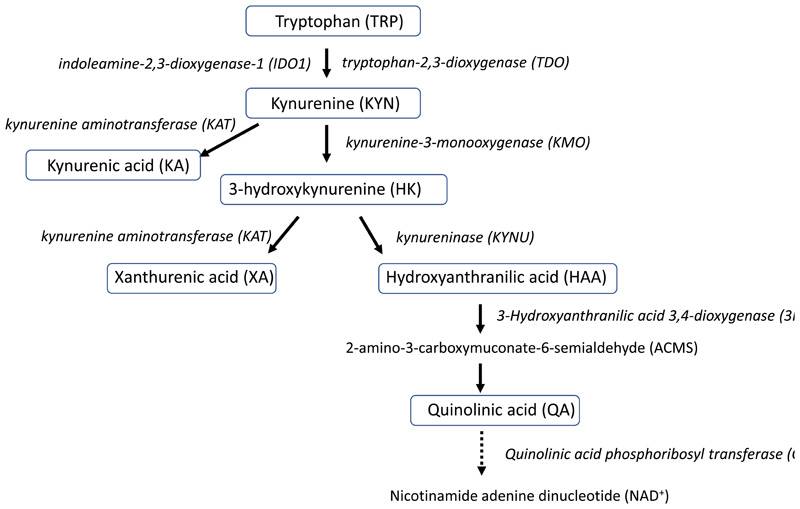 Tryptophan (TRP)
indoleamine-2,3-dioxygenase-1 (IDO1)
tryptophan-2,3-dioxygenase (TDO)
Kynurenine (KYN)
kynurenine aminotransferase (KAT)
kynurenine-3-monooxygenase (KMO)
Kynurenic acid (KA)
3-hydroxykynurenine (HK)
kynurenine aminotransferase (KAT)
kynureninase (KYNU)
Xanthurenic acid (XA)
Hydroxyanthranilic acid (HAA)
3-Hydroxyanthranilic acid 3,4-dioxygenase
2-amino-3-carboxymuconate-6-semialdehyde (ACMS)
Quinolinic acid (QA)
Quinolinic acid phosphoribosyl transferase
Nicotinamide adenine dinucleotide (NAD⁺)